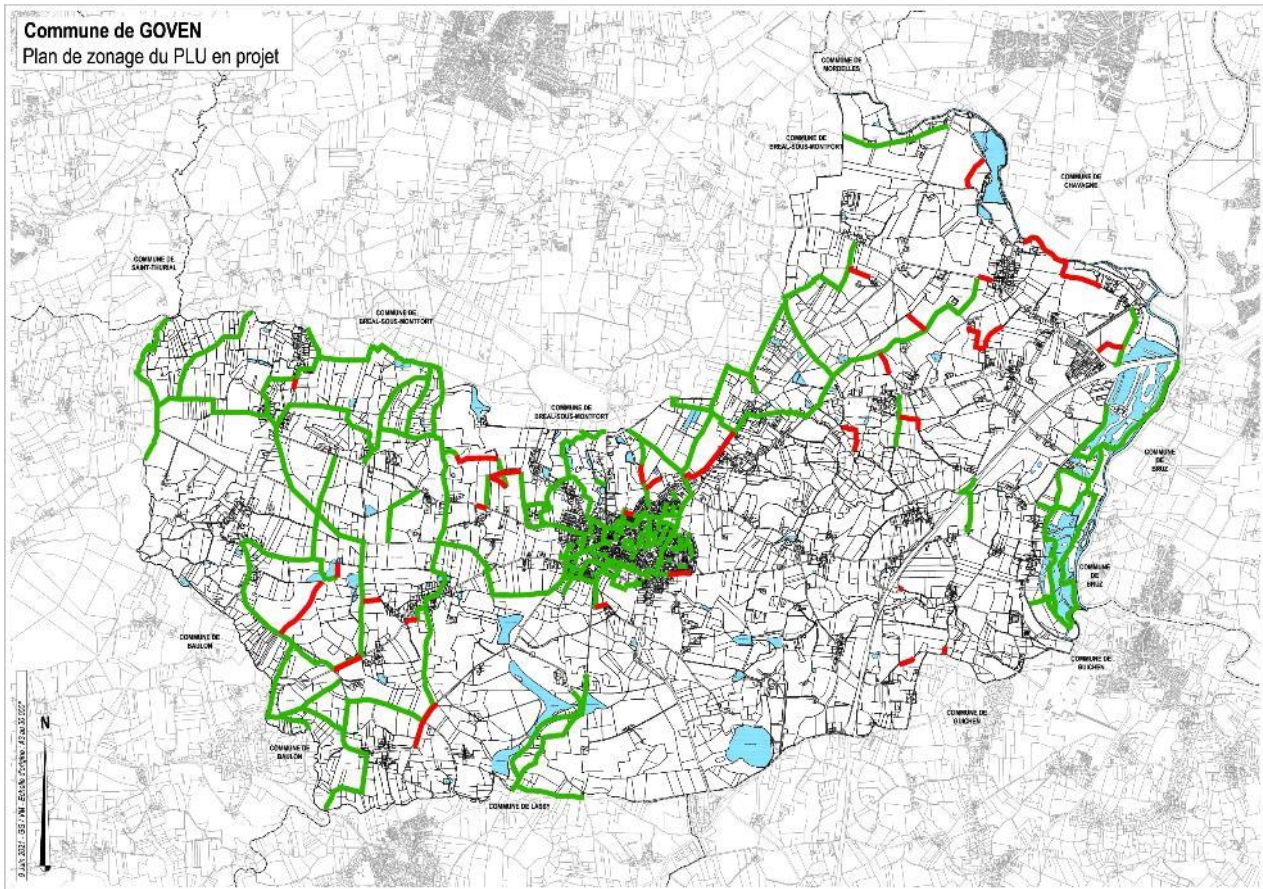 Commune de GOVEN
Plan de zonage du PLU en projet
COMMUNE DE
MORDELLES
COMMUNE DE
BREAL-SOUS-MONTFORT
COMMUNE DE
CHAVAGNE
COMMUNE DE
SAINT-THURIAL
COMMUNE DE
BREAL-SOUS-MONTFORT
COMMUNE DE
BREAL-SOUS-MONTFORT
COMMUNE
DE
BRUZ
COMMUNE
DE
BRUZ
COMMUNE DE
BAULON
COMMUNE DE
GUICHEN
COMMUNE DE
GUICHEN
COMMUNE DE
BAULON
COMMUNE DE LASSY
N